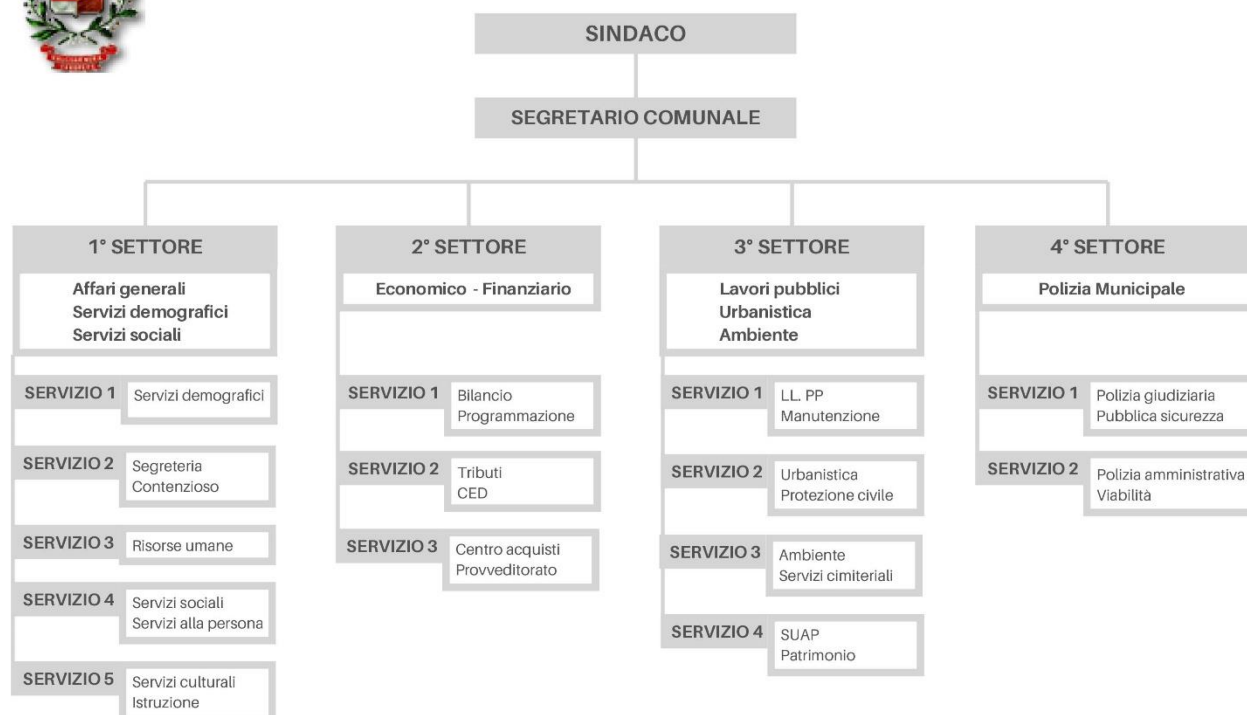 SINDACO
SEGRETARIO COMUNALE
1° SETTORE
Affari generali
Servizi demografici
Servizi sociali
SERVIZIO 1
Servizi demografici
SERVIZIO 2
Segreteria
Contenzioso
SERVIZIO 3
Risorse umane
SERVIZIO 4
Servizi sociali
Servizi alla persona
SERVIZIO 5
Servizi culturali
Istruzione
2° SETTORE
Economico - Finanziario
SERVIZIO 1
Bilancio
Programmazione
SERVIZIO 2
Tributi
CED
SERVIZIO 3
Centro acquisti
Provveditorato
3° SETTORE
Lavori pubblici
Urbanistica
Ambiente
SERVIZIO 1
LL. PP
Manutenzione
SERVIZIO 2
Urbanistica
Protezione civile
SERVIZIO 3
Ambiente
Servizi cimiteriali
SERVIZIO 4
SUAP
Patrimonio
4° SETTORE
Polizia Municipale
SERVIZIO 1
Polizia giudiziaria
Pubblica sicurezza
SERVIZIO 2
Polizia amministrativa
Viabilità